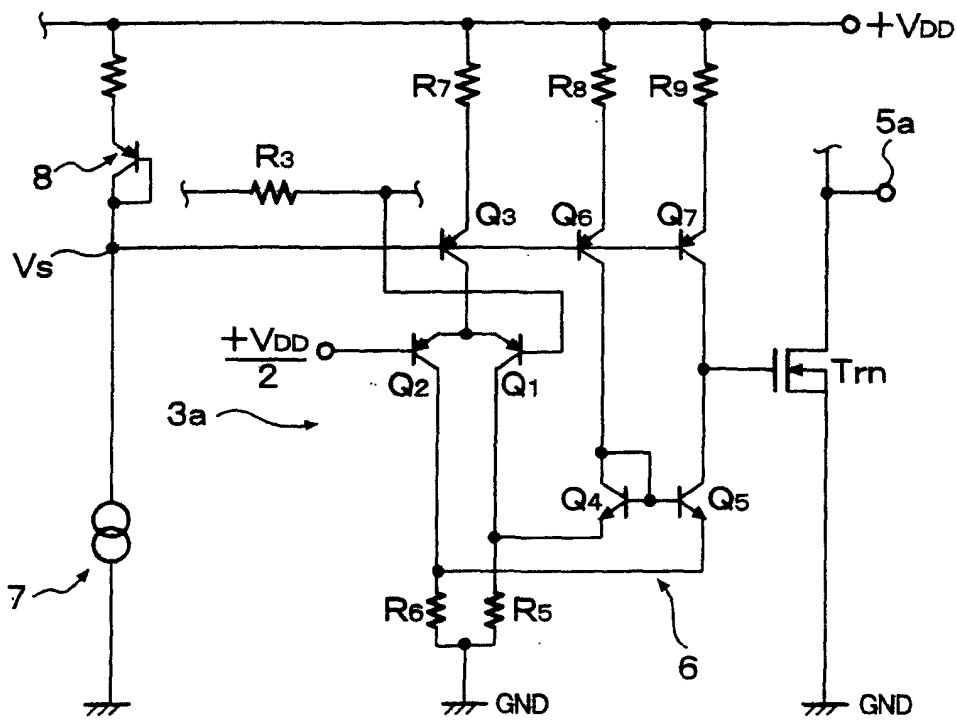 +VDD
R7
R8
R9
5a
8
R3
Q3
Q6
Q7
Vs
+VDD
2
Q2
Q1
Trn
3a
Q4
Q5
7
R6
R5
6
GND
GND